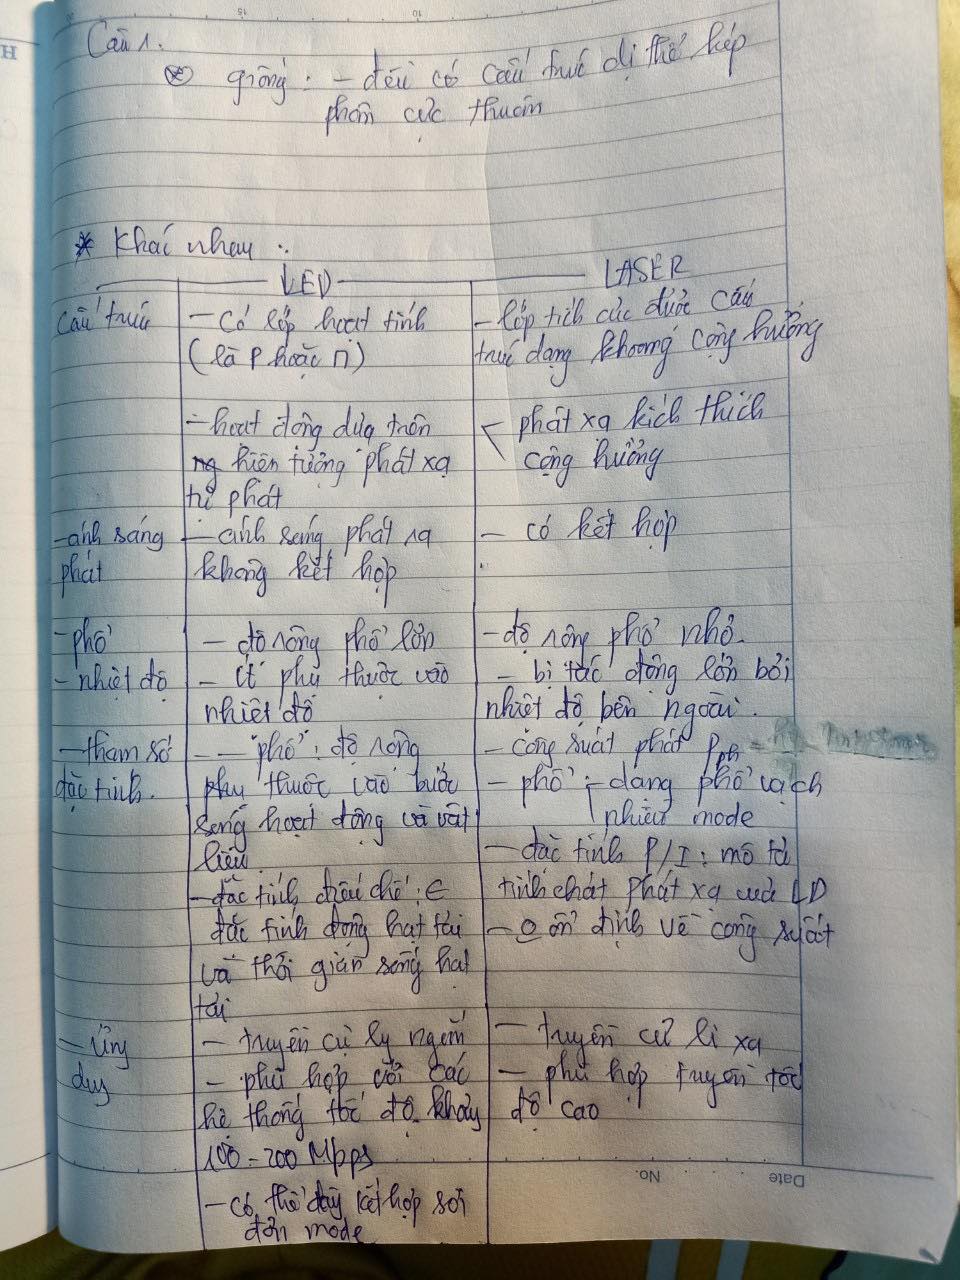 Câu 1.
* giống: - đều có cấu trúc dị thể kép
phân cực thuận
* Khác nhau :
LED
LASER
Cấu trúc
- Có lớp hoạt tính
(là P hoặc n)
- hoạt động dựa trên
ng hiện tượng phát xạ
tự phát
- lớp tích cực được cấu
trúc dạng khoang cộng hưởng
phát xạ kích thích
cộng hưởng
- ánh sáng
phát
- ánh sáng phát ra
không kết hợp
- có kết hợp
- phổ
- độ rộng phổ lớn
- độ rộng phổ nhỏ.
- nhiệt độ
- ít phụ thuộc vào
nhiệt độ
- bị tác động lớn bởi
nhiệt độ bên ngoài.
- tham số
đặc tính.
- phổ: độ rộng
phụ thuộc vào bước
sóng hoạt động và vật
liệu
- đặc tính điều chế: ∈
đặc tính động hạt tải
và thời gian sống hạt
tải
- công suất phát Pph =
- phổ: - dạng phổ vạch
nhiều mode
- đặc tính P/I: mô tả
tính chất phát xạ của LD
- ổn định về công suất
- ứng
dụng
- truyền cự ly ngắn
- phù hợp với các
hệ thống tốc độ khoảng
100 - 200 Mpps
- có thể kết hợp sợi
đơn mode
- truyền cự li xa
- phù hợp truyền tốc
độ cao
No.
Date